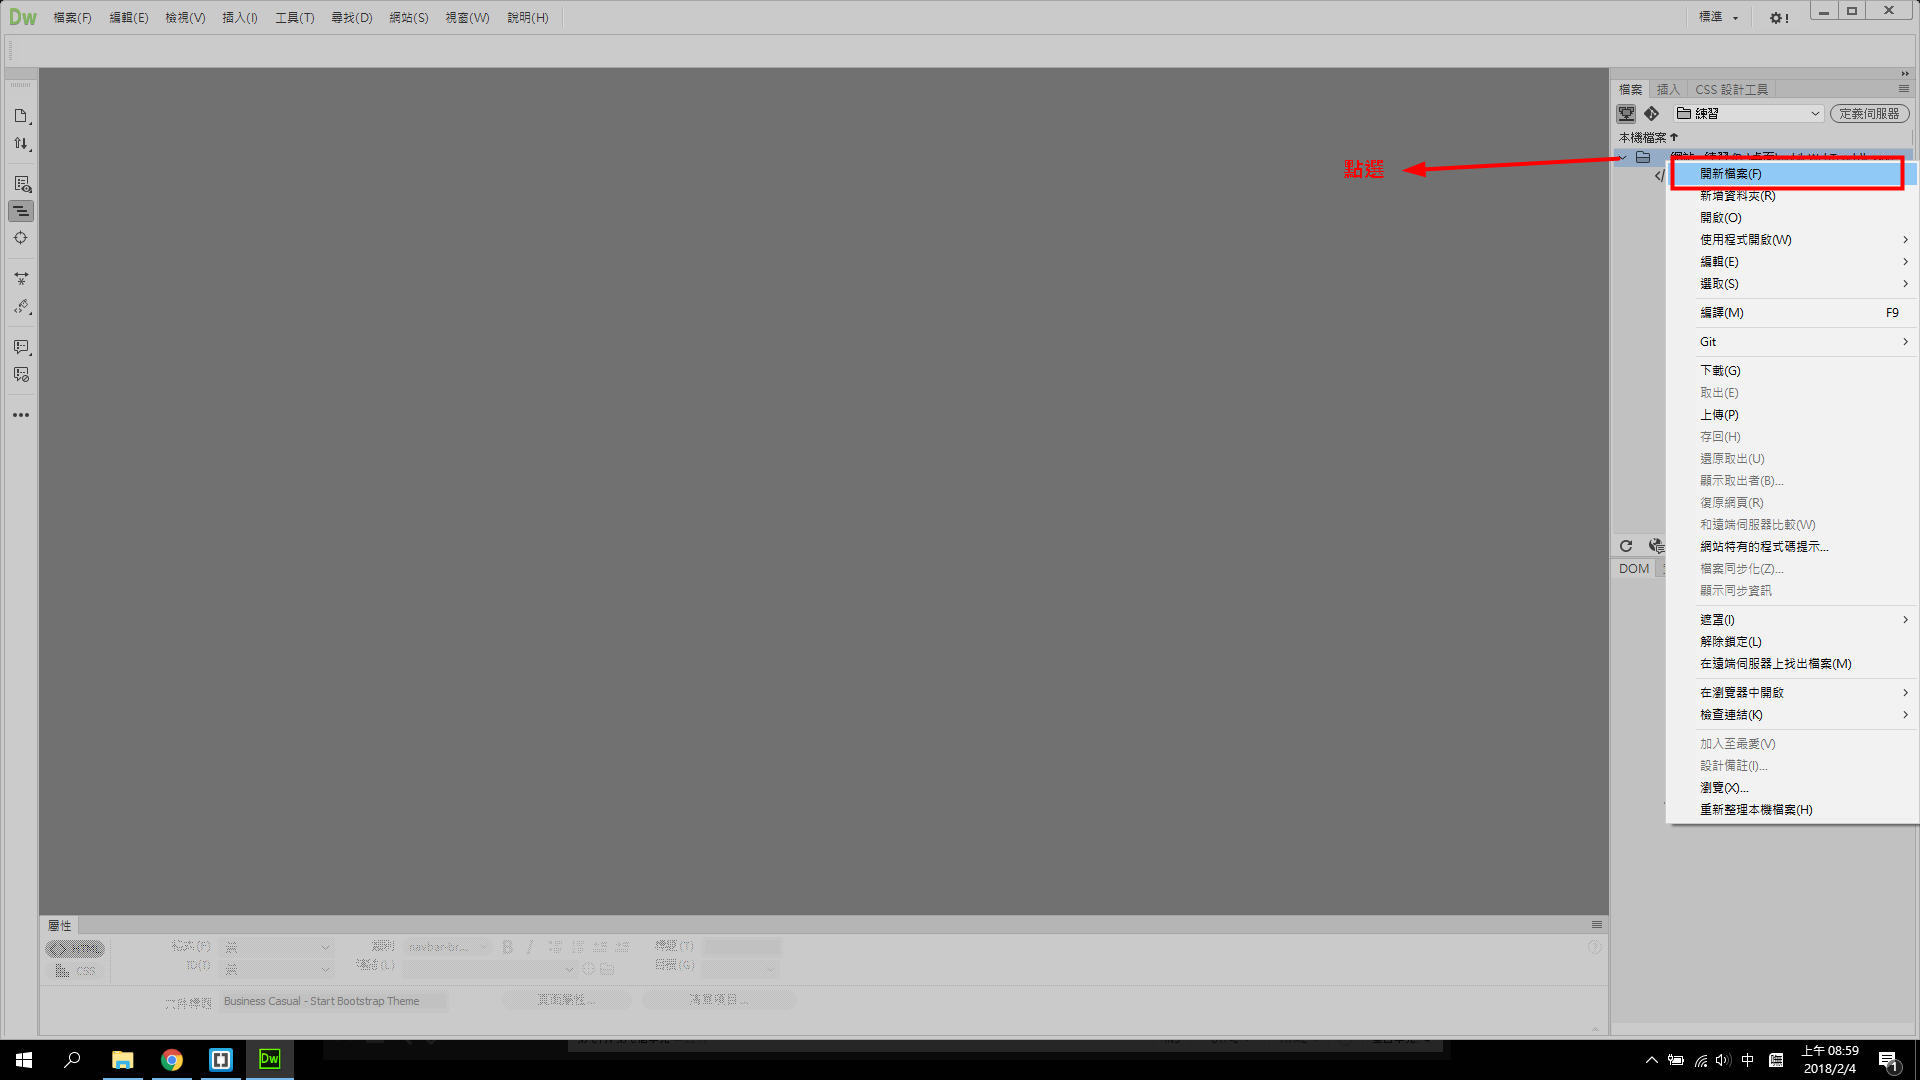 Dw 檔案(F) 編輯(E) 檢視(V) 插入(I) 工具(T) 尋找(D) 網站(S) 視窗(W) 說明(H) 標準
檔案 插入 CSS 設計工具
練習 定義伺服器
本機檔案
點選
開新檔案(F)
新增資料夾(R)
開啟(O)
使用程式開啟(W)
編輯(E)
選取(S)
編譯(M) F9
Git
下載(G)
取出(E)
上傳(P)
存回(H)
還原取出(U)
顯示取出者(B)...
復原網頁(R)
和遠端伺服器比較(W)
網站特有的程式碼提示...
檔案同步化(Z)...
顯示同步資訊
遮罩(I)
解除鎖定(L)
在遠端伺服器上找出檔案(M)
在瀏覽器中開啟
檢查連結(K)
加入至最愛(V)
設計備註(I)...
瀏覽(X)...
重新整理本機檔案(H)
DOM
屬性
HTML 格式(F) 無 類別 navbar-br... B I 標題(T)
CSS ID(I) 無 連結(L) 目標(G)
文件標題 Business Casual - Start Bootstrap Theme 頁面屬性... 清單項目...
Dw 中 上午 08:59
2018/2/4 1